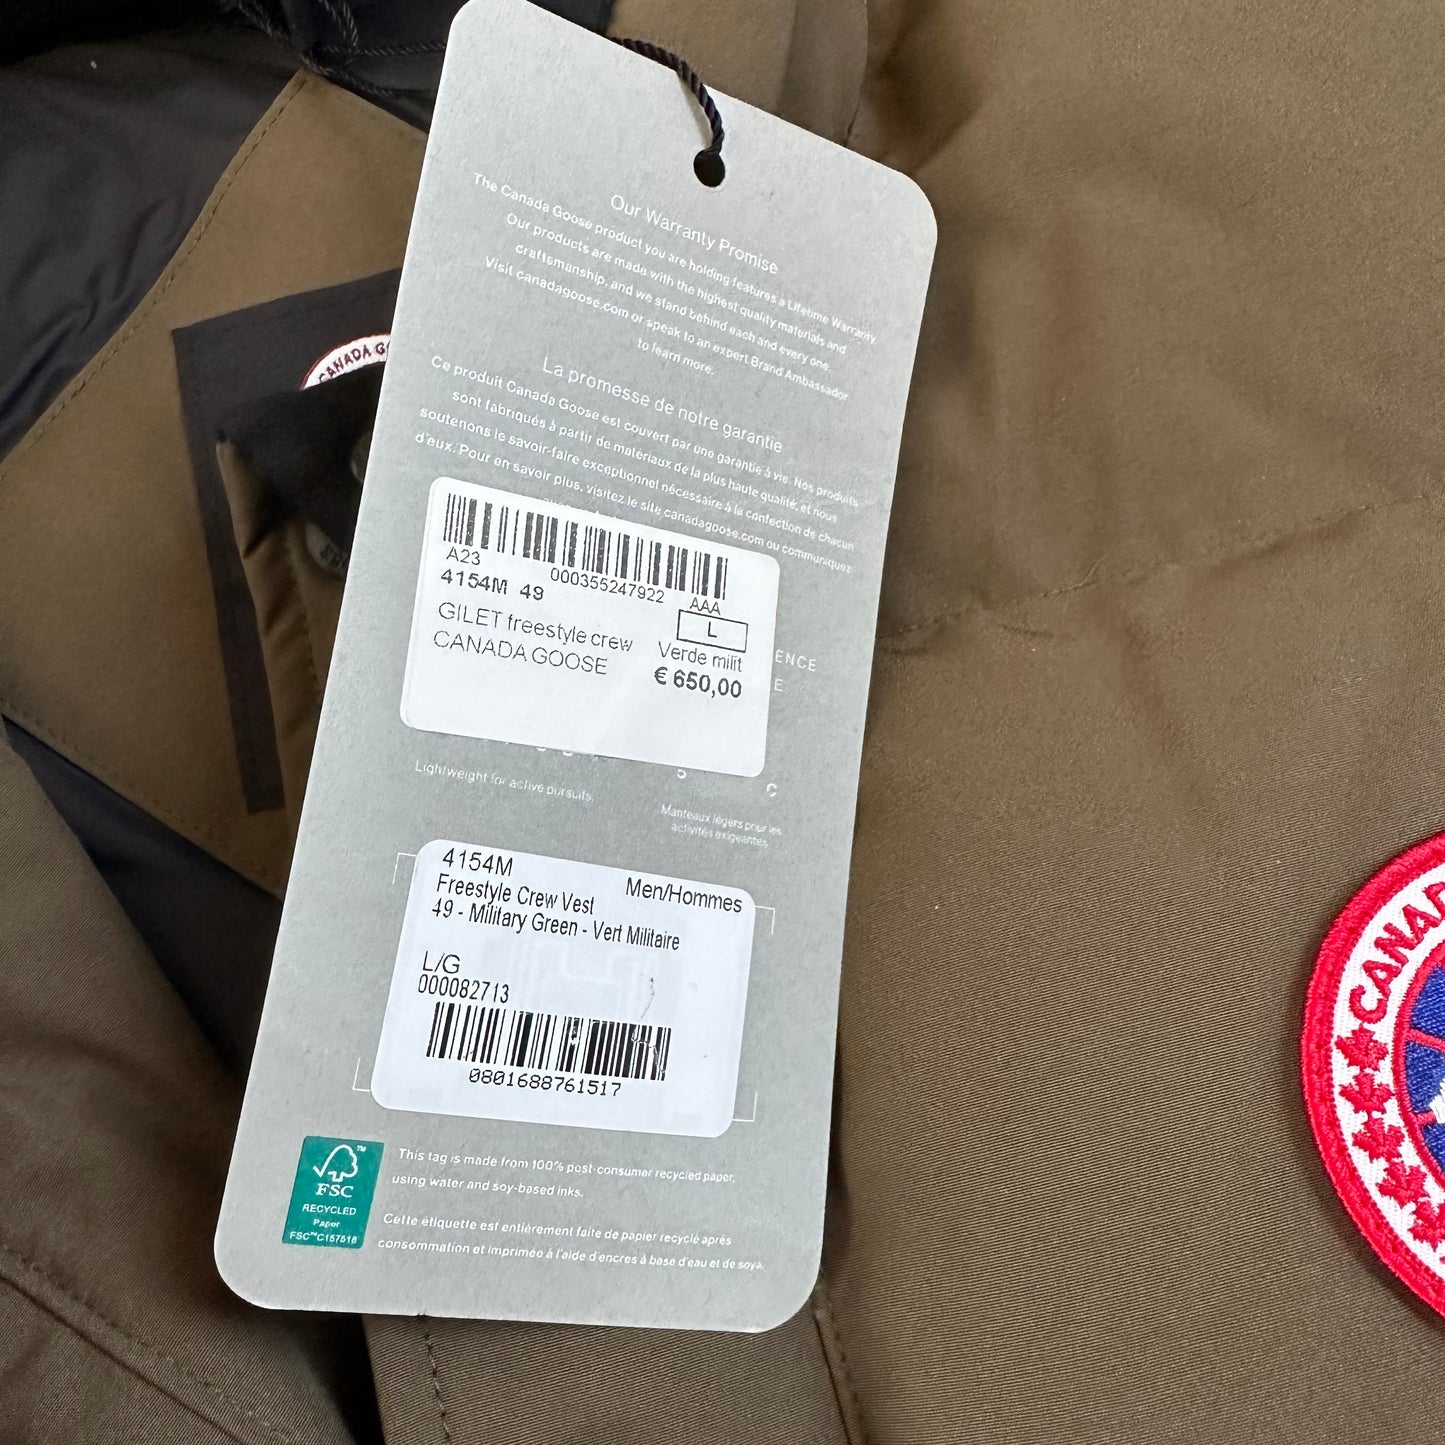 Our Warranty Promise
The Canada Goose product you are holding features a Lifetime Warranty.
Our products are made with the highest quality materials and
craftsmanship, and we stand behind each and every one.
Visit canadagoose.com or speak to an expert Brand Ambassador
to learn more.
La promesse de notre garantie
Ce produit Canada Goose est couvert par une garantie à vie. Nos produits
sont fabriqués à partir de matériaux de la plus haute qualité, et nous
soutenons le savoir-faire exceptionnel nécessaire à la confection de chacun
d'eux. Pour en savoir plus, visitez le site canadagoose.com ou communiquez
A23
000355247922
AAA
4154M 49
L
GILET freestyle crew
Verde milit
CANADA GOOSE
€ 650,00
ENCE
E
Lightweight for active pursuits.
Manteaux légers pour les
activités exigeantes.
4154M
Men/Hommes
Freestyle Crew Vest
49 - Military Green - Vert Militaire
L/G
000082713
0801688761517
FSC
RECYCLED
Paper
FSC™C157518
This tag is made from 100% post-consumer recycled paper,
using water and soy-based inks.
Cette étiquette est entièrement faite de papier recyclé après
consommation et imprimée à l'aide d'encres à base d'eau et de soya.
CANADA G
CANAD